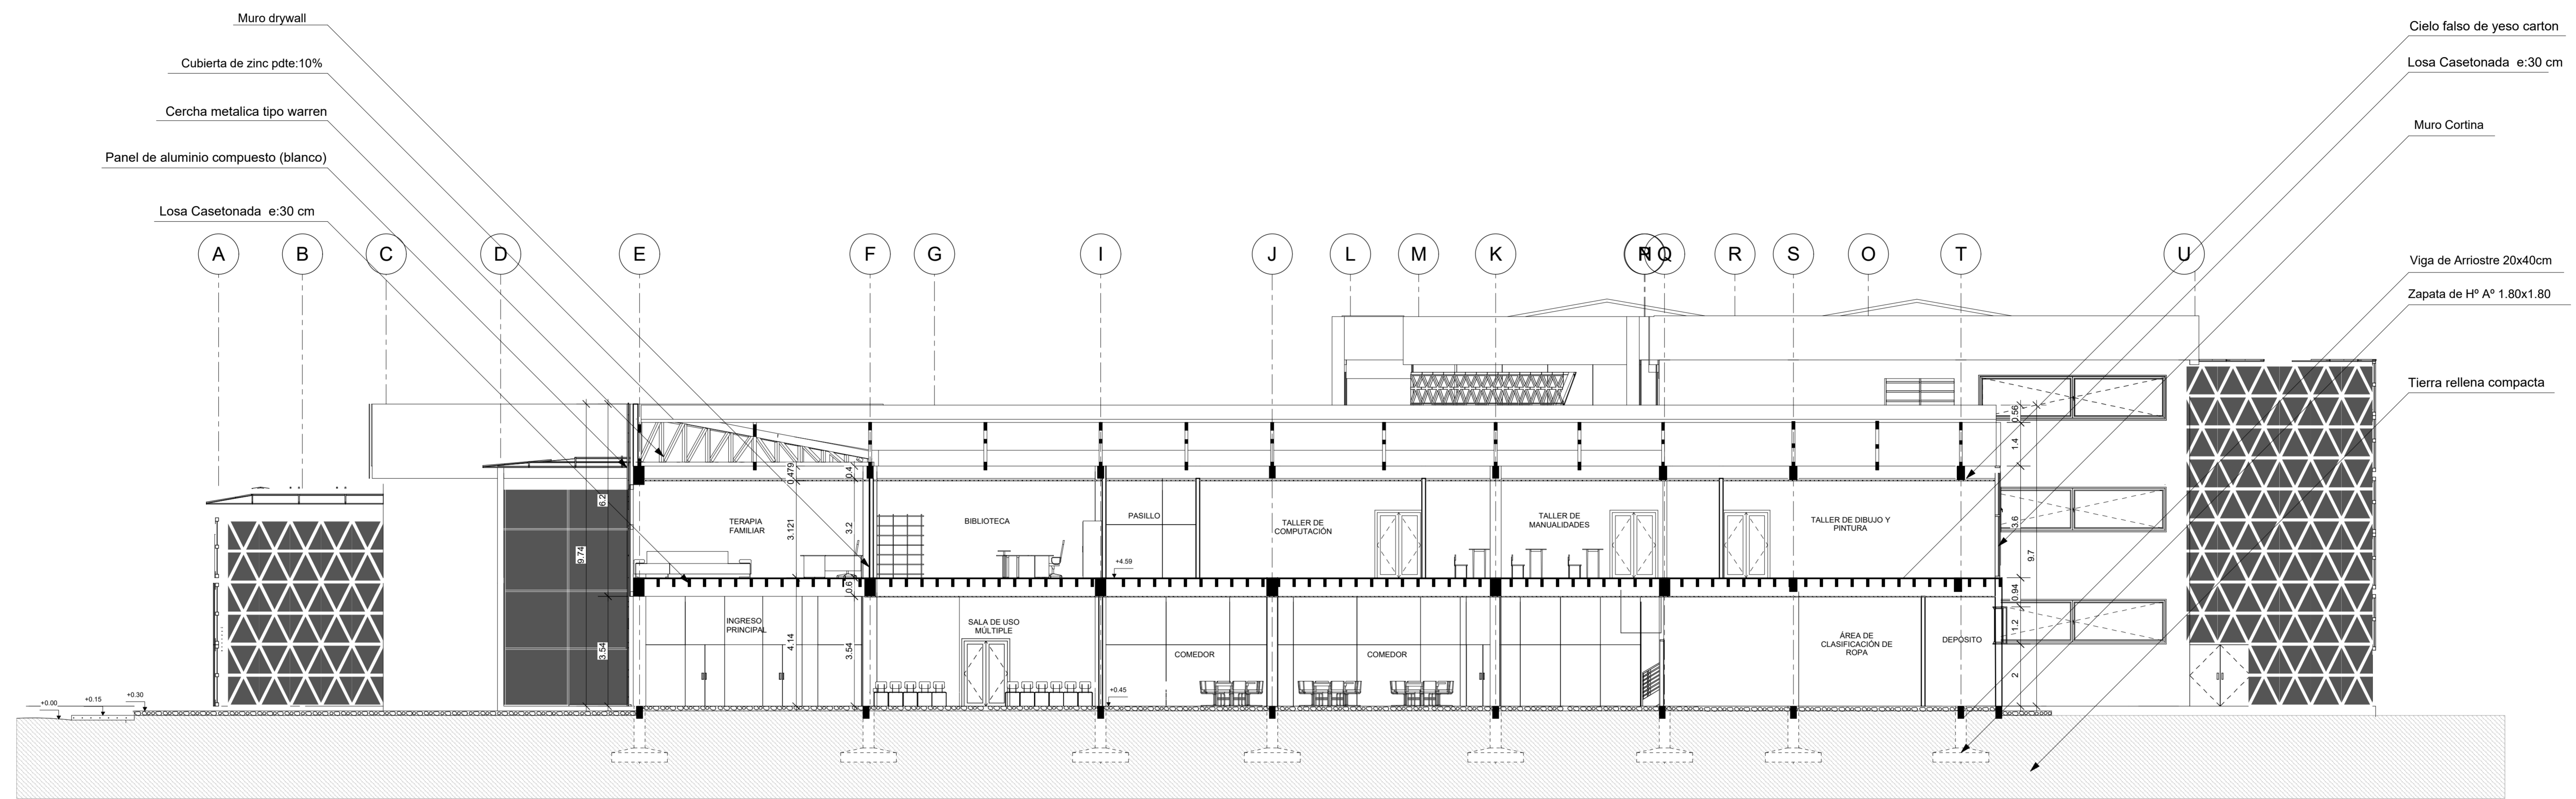 Muro drywall
Cubierta de zinc pdte:10%
Cercha metalica tipo warren
Panel de aluminio compuesto (blanco)
Losa Casetonada e:30 cm
Cielo falso de yeso carton
Losa Casetonada e:30 cm
Muro Cortina
Viga de Arriostre 20x40cm
Zapata de Hº Aº 1.80x1.80
Tierra rellena compacta
A
B
C
D
E
F
G
I
J
L
M
K
Q
R
S
O
T
U
0.56
1.4
0.479
0.4
6.2
9.74
3.121
3.2
3.6
9.7
TERAPIA
FAMILIAR
BIBLIOTECA
PASILLO
TALLER DE
COMPUTACIÓN
TALLER DE
MANUALIDADES
TALLER DE DIBUJO Y
PINTURA
+4.59
0.6
0.94
1.2
2
3.54
4.14
3.54
INGRESO
PRINCIPAL
SALA DE USO
MÚLTIPLE
COMEDOR
COMEDOR
ÁREA DE
CLASIFICACIÓN DE
ROPA
DEPÓSITO
+0.00
+0.15
+0.30
+0.45